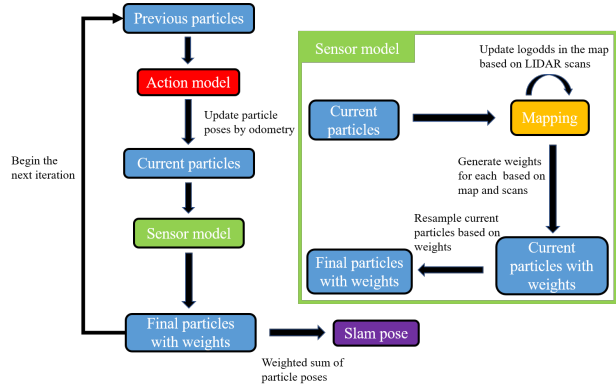 Previous particles
Action model
Update particle
poses by odometry
Begin the
next iteration
Current particles
Sensor model
Final particles
with weights
Slam pose
Weighted sum of
particle poses
Sensor model
Update logodds in the map
based on LIDAR scans
Current
particles
Mapping
Generate weights
for each  based on
map and scans
Resample current
particles based on
weights
Final particles
with weights
Current
particles with
weights